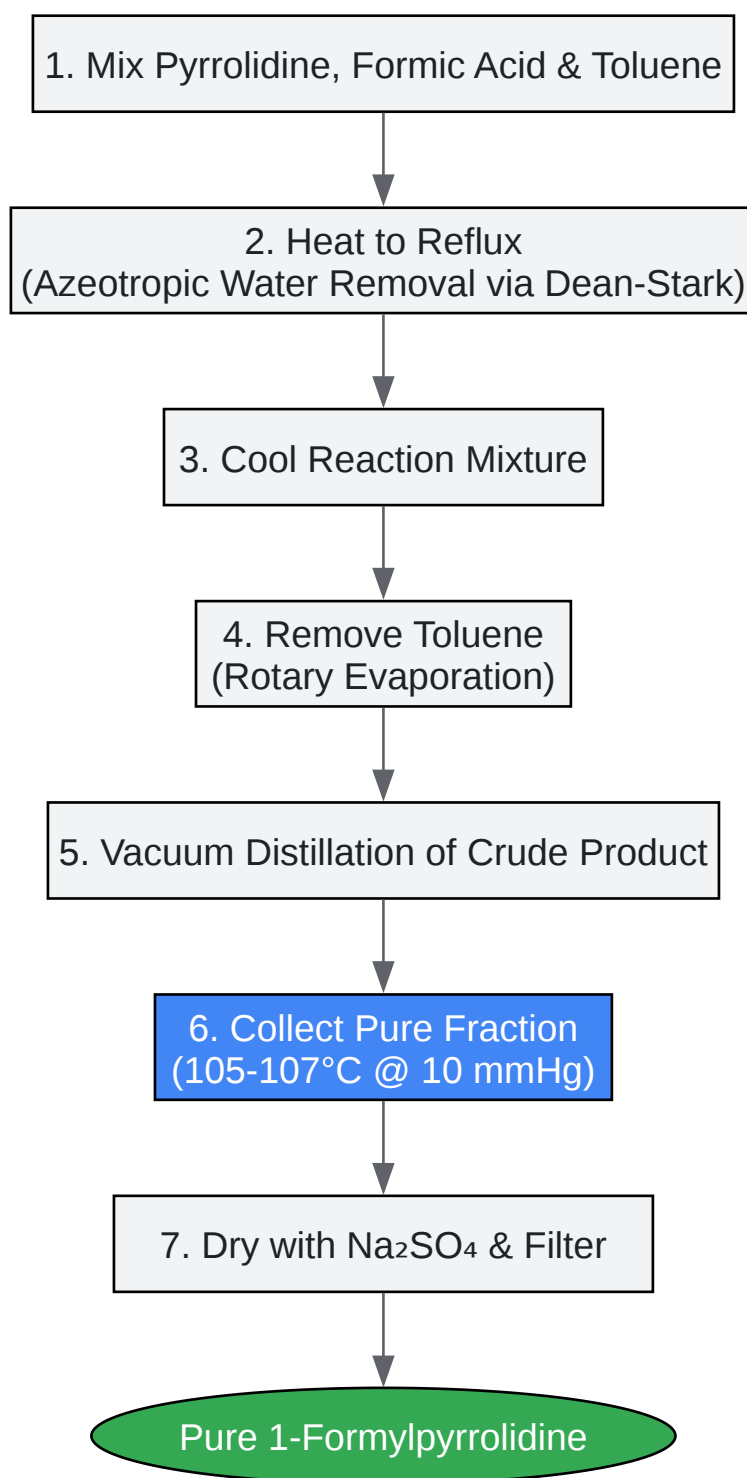 1. Mix Pyrrolidine, Formic Acid & Toluene
2. Heat to Reflux
(Azeotropic Water Removal via Dean-Stark)
3. Cool Reaction Mixture
4. Remove Toluene
(Rotary Evaporation)
5. Vacuum Distillation of Crude Product
6. Collect Pure Fraction
(105-107°C @ 10 mmHg)
7. Dry with Na₂SO₄ & Filter
Pure 1-Formylpyrrolidine